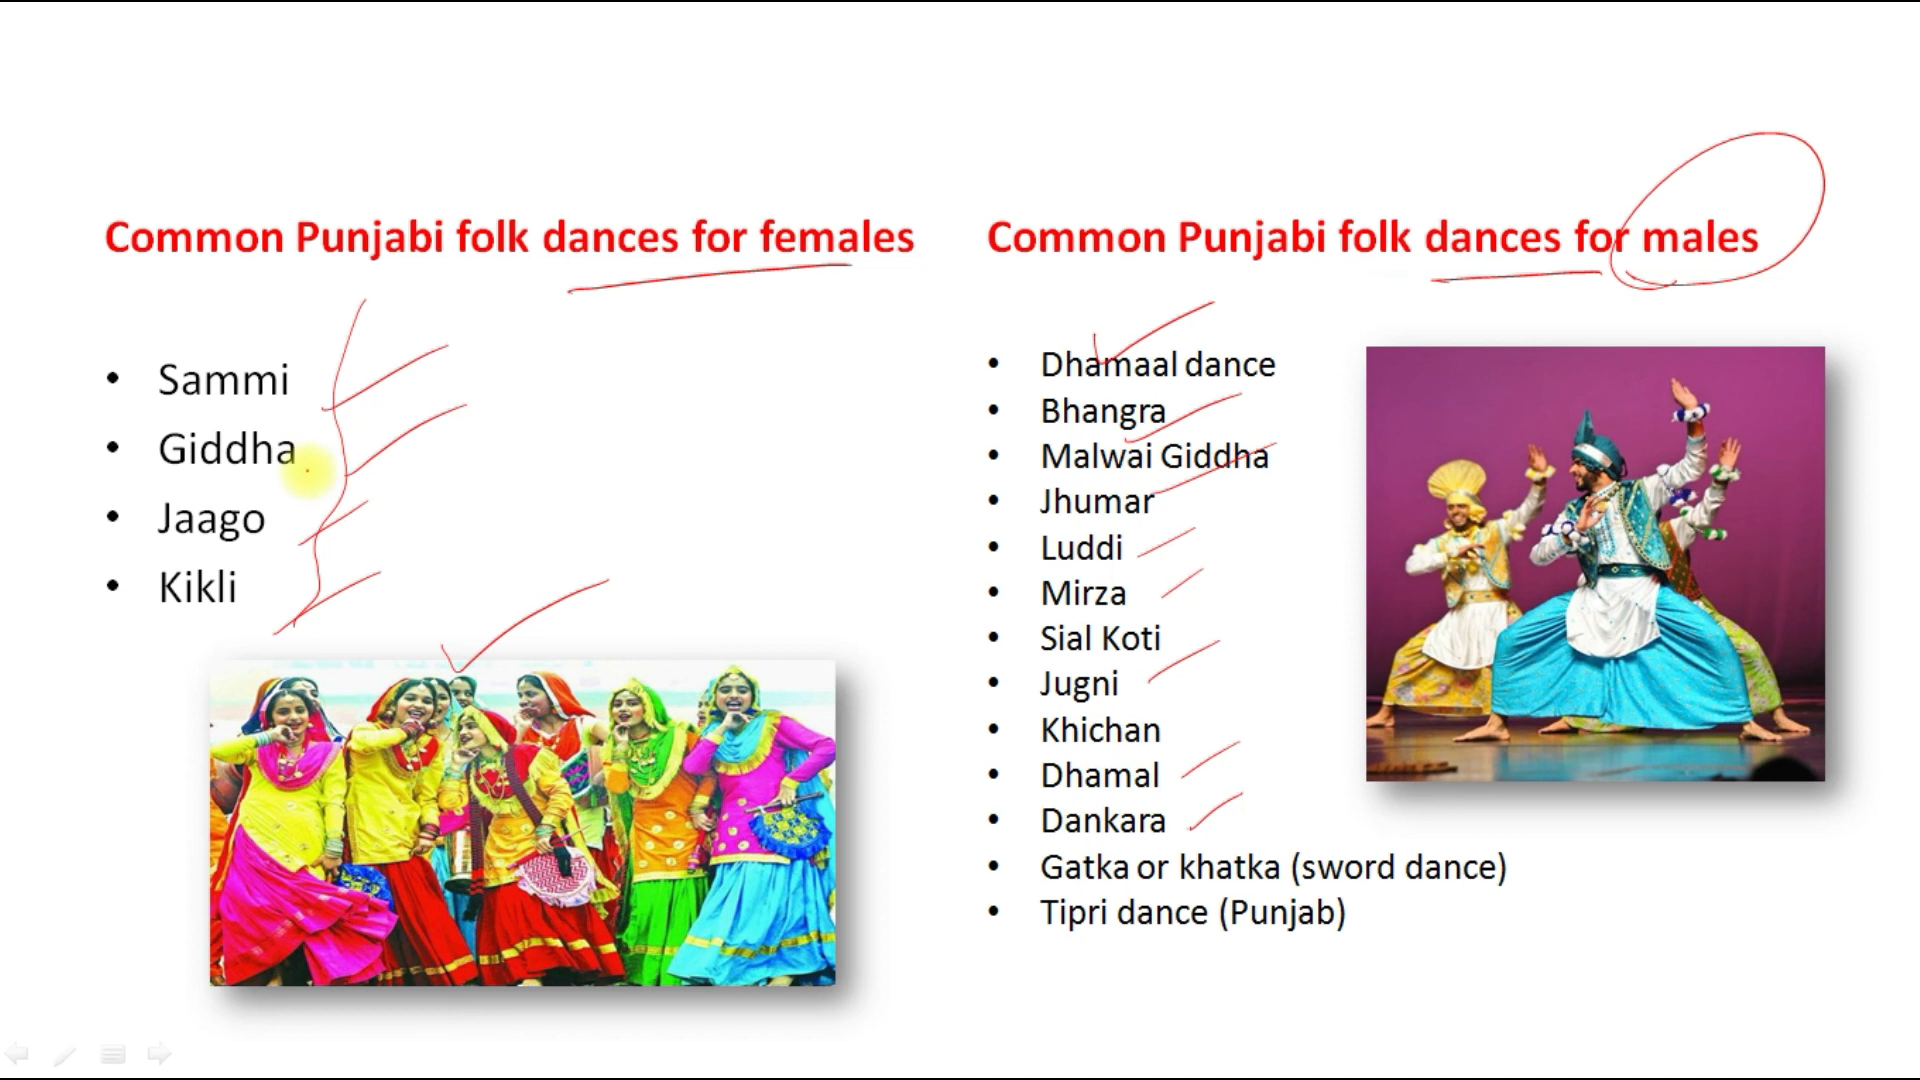 Common Punjabi folk dances for females
• Sammi
• Giddha
• Jaago
• Kikli
Common Punjabi folk dances for males
• Dhamaal dance
• Bhangra
• Malwai Giddha
• Jhumar
• Luddi
• Mirza
• Sial Koti
• Jugni
• Khichan
• Dhamal
• Dankara
• Gatka or khatka (sword dance)
• Tipri dance (Punjab)